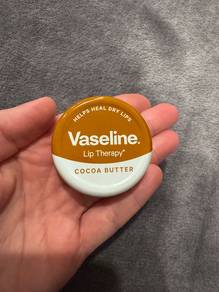 HELPS HEAL DRY LIPS
Vaseline.
Lip Therapy®
COCOA BUTTER